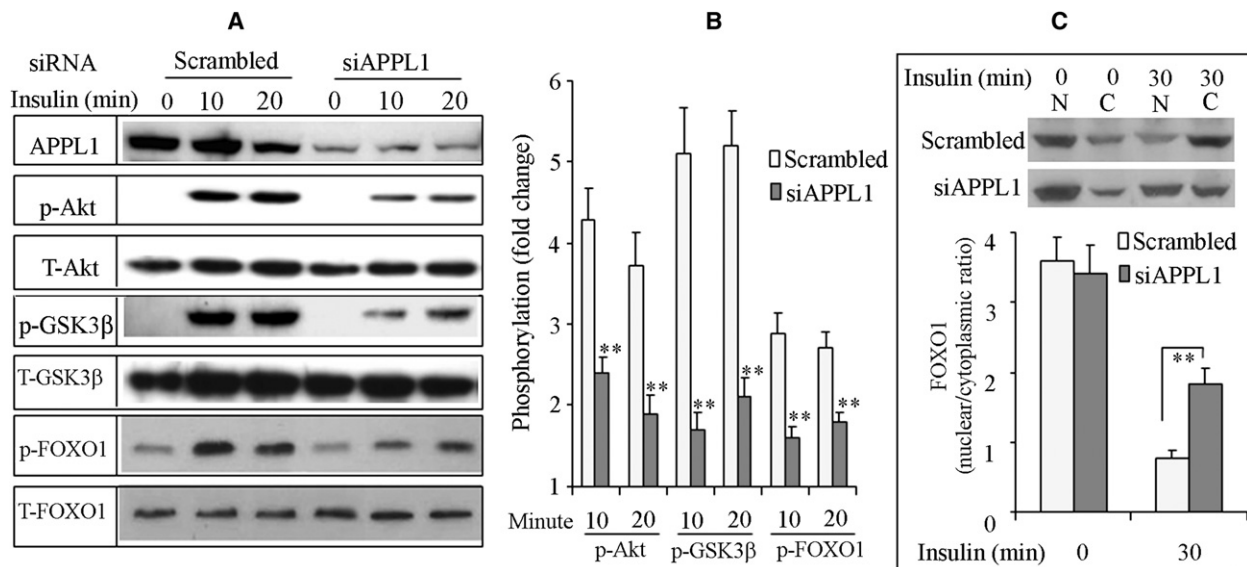 A
siRNA Scrambled siAPPL1
Insulin (min) 0 10 20 0 10 20
APPL1
p-Akt
T-Akt
p-GSK3β
T-GSK3β
p-FOXO1
T-FOXO1
B
Phosphorylation (fold change)
6
5
4
3
2
1
Scrambled
siAPPL1
** ** ** ** ** **
Minute 10 20 10 20 10 20
p-Akt p-GSK3β p-FOXO1
C
Insulin (min) 0 0 30 30
N C N C
Scrambled
siAPPL1
FOXO1
(nuclear/cytoplasmic ratio)
4
3
2
1
0
Scrambled
siAPPL1
**
Insulin (min) 0 30